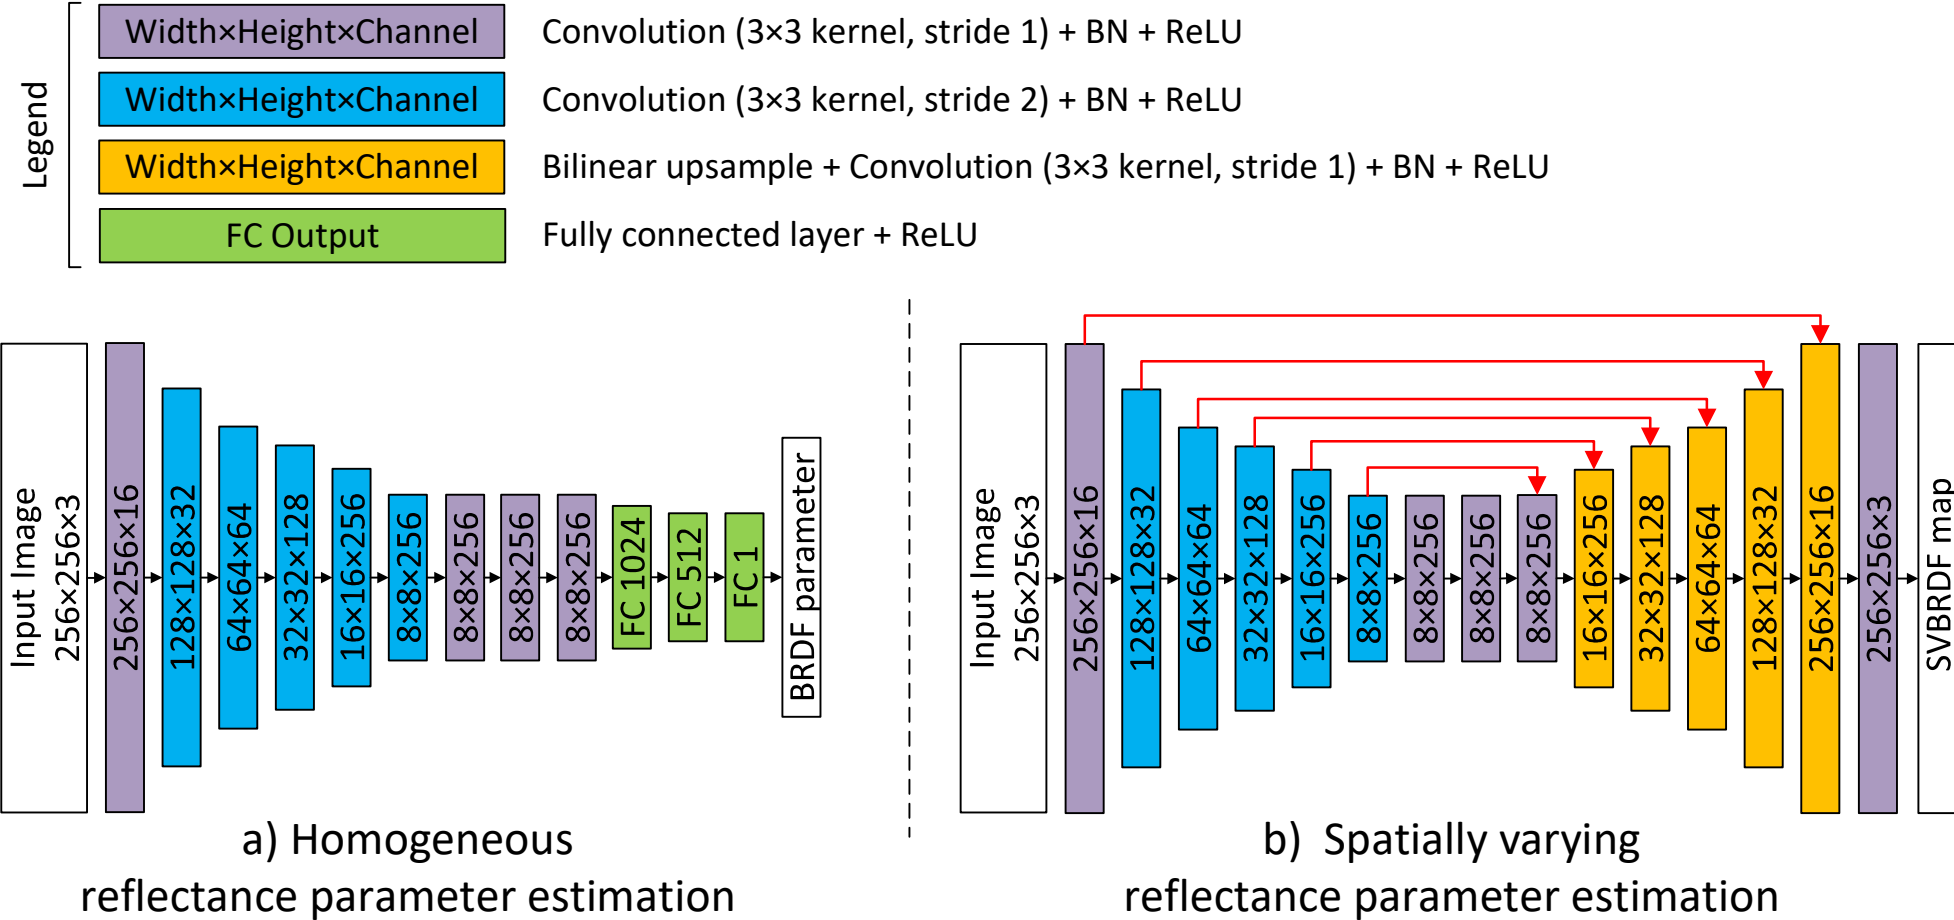 Legend
Width×Height×Channel
Convolution (3×3 kernel, stride 1) + BN + ReLU
Width×Height×Channel
Convolution (3×3 kernel, stride 2) + BN + ReLU
Width×Height×Channel
Bilinear upsample + Convolution (3×3 kernel, stride 1) + BN + ReLU
FC Output
Fully connected layer + ReLU
Input Image
256×256×3
256×256×16
128×128×32
64×64×64
32×32×128
16×16×256
8×8×256
8×8×256
8×8×256
8×8×256
FC 1024
FC 512
FC 1
BRDF parameter
a) Homogeneous
reflectance parameter estimation
Input Image
256×256×3
256×256×16
128×128×32
64×64×64
32×32×128
16×16×256
8×8×256
8×8×256
8×8×256
8×8×256
16×16×256
32×32×128
64×64×64
128×128×32
256×256×16
256×256×3
SVBRDF map
b) Spatially varying
reflectance parameter estimation